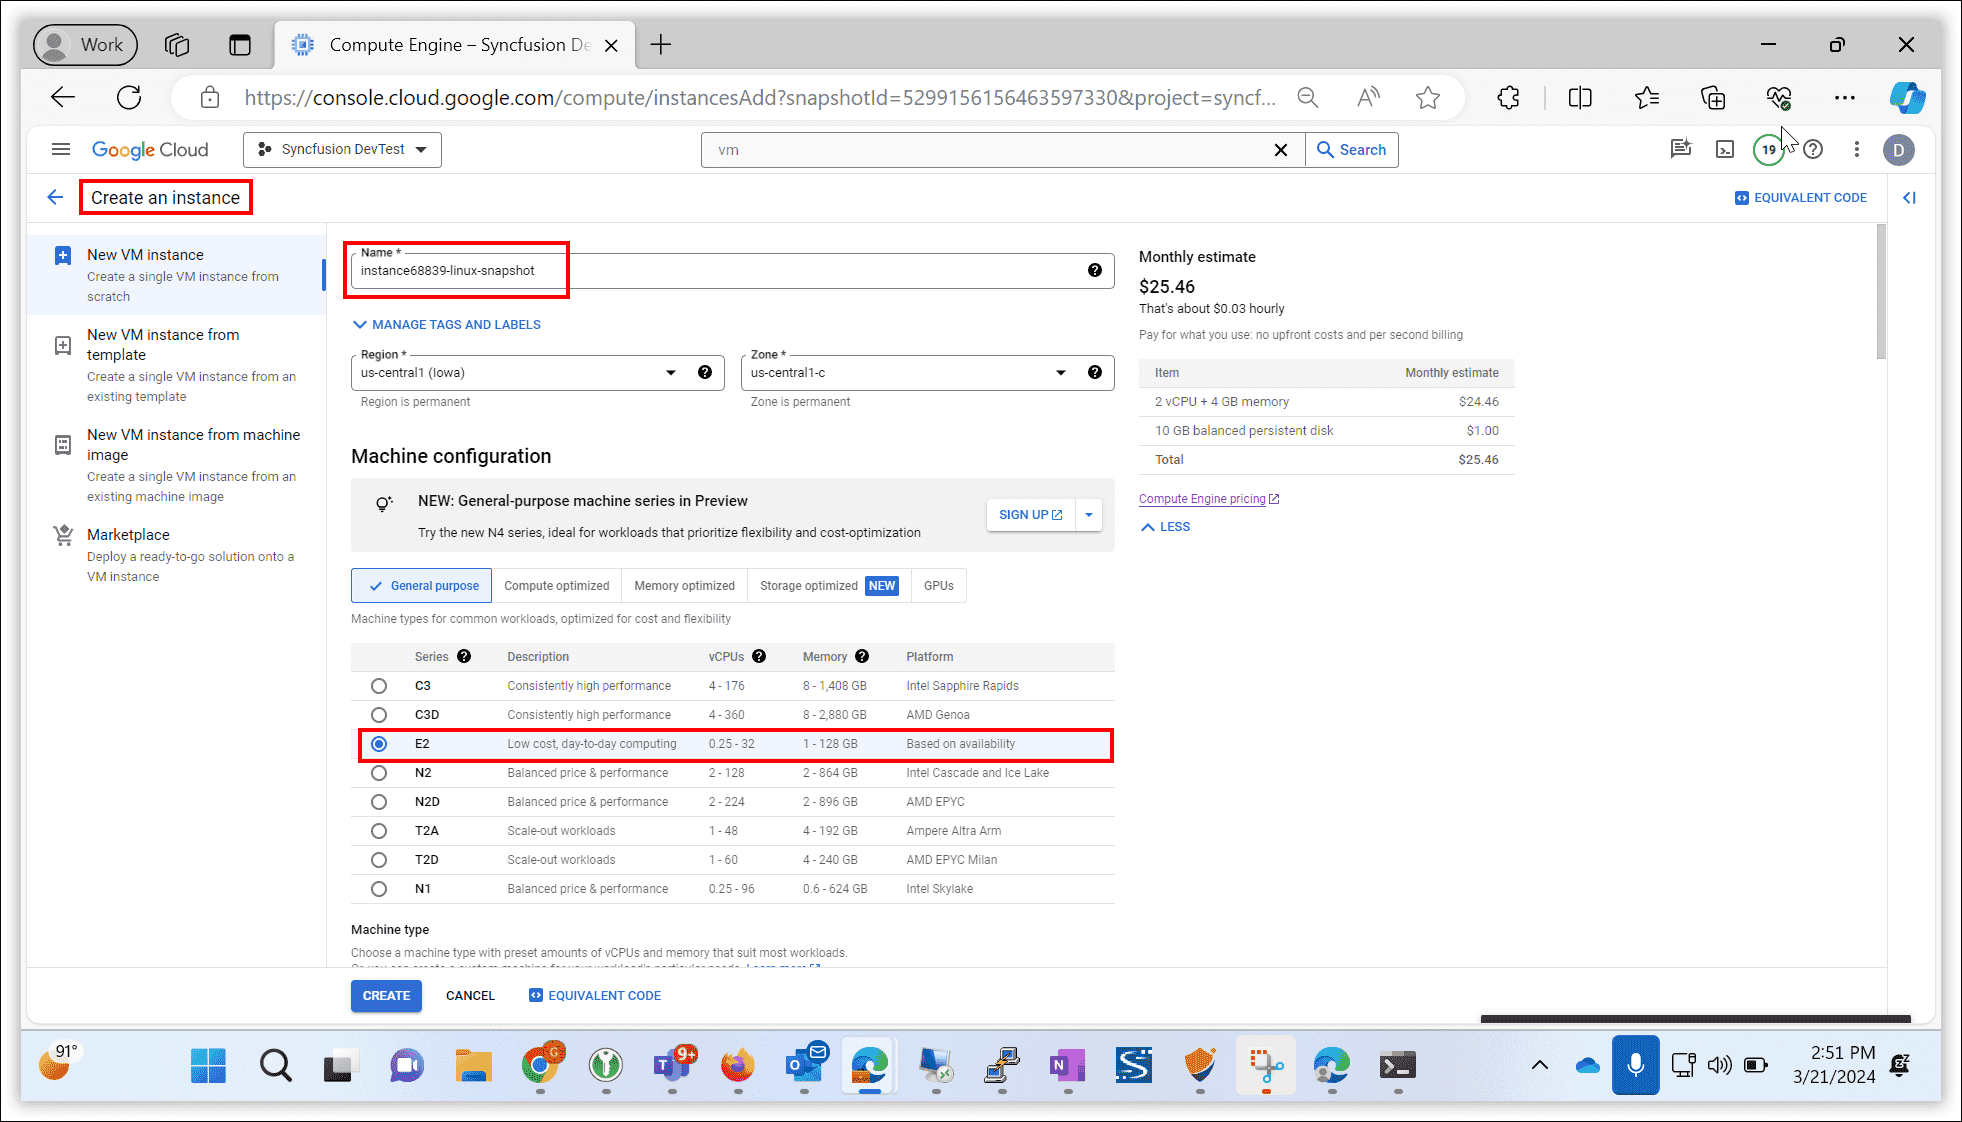 Work
Compute Engine – Syncfusion De
https://console.cloud.google.com/compute/instancesAdd?snapshotId=5299156156463597330&project=syncf...
Google Cloud
Syncfusion DevTest
vm
Search
19
D
Create an instance
EQUIVALENT CODE
New VM instance
Create a single VM instance from
scratch
New VM instance from
template
Create a single VM instance from an
existing template
New VM instance from machine
image
Create a single VM instance from an
existing machine image
Marketplace
Deploy a ready-to-go solution onto a
VM instance
Name *
instance68839-linux-snapshot
MANAGE TAGS AND LABELS
Region *
us-central1 (Iowa)
Region is permanent
Zone *
us-central1-c
Zone is permanent
Machine configuration
NEW: General-purpose machine series in Preview
Try the new N4 series, ideal for workloads that prioritize flexibility and cost-optimization
SIGN UP
General purpose
Compute optimized
Memory optimized
Storage optimized NEW
GPUs
Machine types for common workloads, optimized for cost and flexibility
Series Description vCPUs Memory Platform
C3 Consistently high performance 4 - 176 8 - 1,408 GB Intel Sapphire Rapids
C3D Consistently high performance 4 - 360 8 - 2,880 GB AMD Genoa
E2 Low cost, day-to-day computing 0.25 - 32 1 - 128 GB Based on availability
N2 Balanced price & performance 2 - 128 2 - 864 GB Intel Cascade and Ice Lake
N2D Balanced price & performance 2 - 224 2 - 896 GB AMD EPYC
T2A Scale-out workloads 1 - 48 4 - 192 GB Ampere Altra Arm
T2D Scale-out workloads 1 - 60 4 - 240 GB AMD EPYC Milan
N1 Balanced price & performance 0.25 - 96 0.6 - 624 GB Intel Skylake
Machine type
Choose a machine type with preset amounts of vCPUs and memory that suit most workloads.
CREATE
CANCEL
EQUIVALENT CODE
Monthly estimate
$25.46
That's about $0.03 hourly
Pay for what you use: no upfront costs and per second billing
Item Monthly estimate
2 vCPU + 4 GB memory $24.46
10 GB balanced persistent disk $1.00
Total $25.46
Compute Engine pricing
LESS
91°
G
9+
2:51 PM
3/21/2024